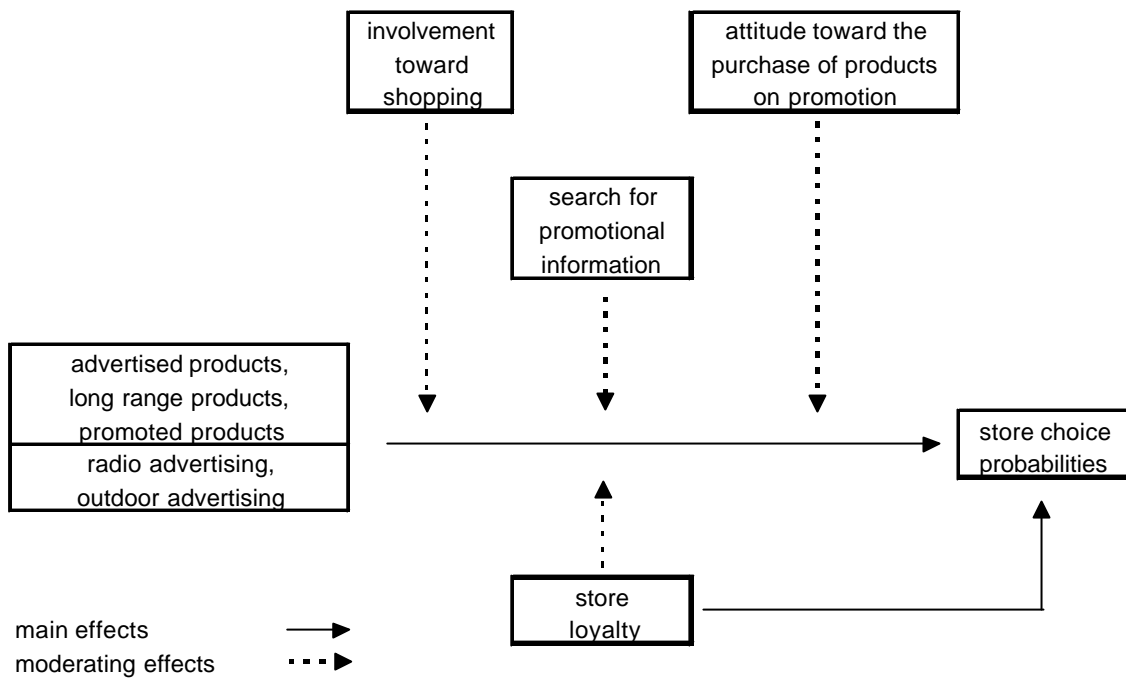 involvement
toward
shopping
attitude toward the
purchase of products
on promotion
search for
promotional
information
advertised products,
long range products,
promoted products
radio advertising,
outdoor advertising
store choice
probabilities
store
loyalty
main effects
moderating effects